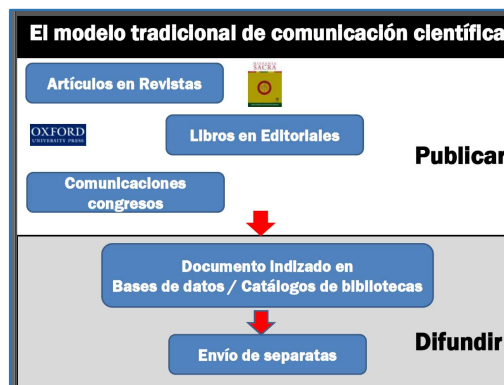 El modelo tradicional de comunicación científica
Artículos en Revistas
SACRA
OXFORD
UNIVERSITY PRESS
Libros en Editoriales
Publicar
Comunicaciones
congresos
Documento indizado en
Bases de datos / Catálogos de bibliotecas
Difundir
Envío de separatas